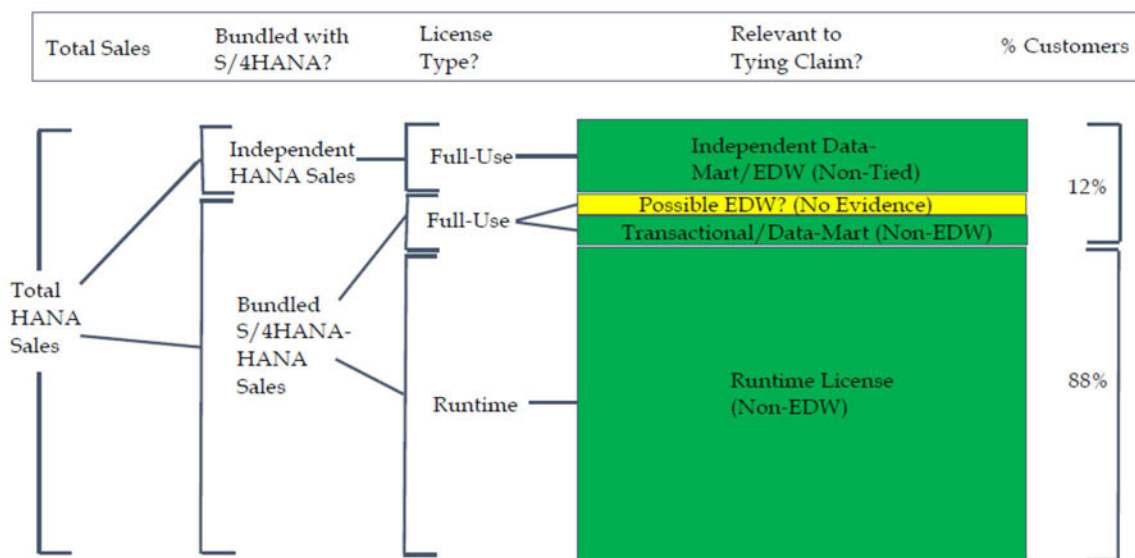 Total Sales
Bundled with
S/4HANA?
License
Type?
Relevant to
Tying Claim?
% Customers
Independent
HANA Sales
Full-Use
Independent Data-
Mart/EDW (Non-Tied)
12%
Full-Use
Possible EDW? (No Evidence)
Transactional/Data-Mart (Non-EDW)
Total
HANA
Sales
Bundled
S/4HANA-
HANA
Sales
Runtime
Runtime License
(Non-EDW)
88%